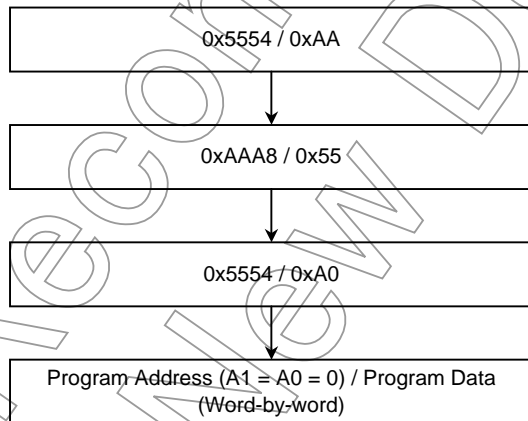 0x5554 / 0xAA
0xAAA8 / 0x55
0x5554 / 0xA0
Program Address (A1 = A0 = 0) / Program Data
(Word-by-word)